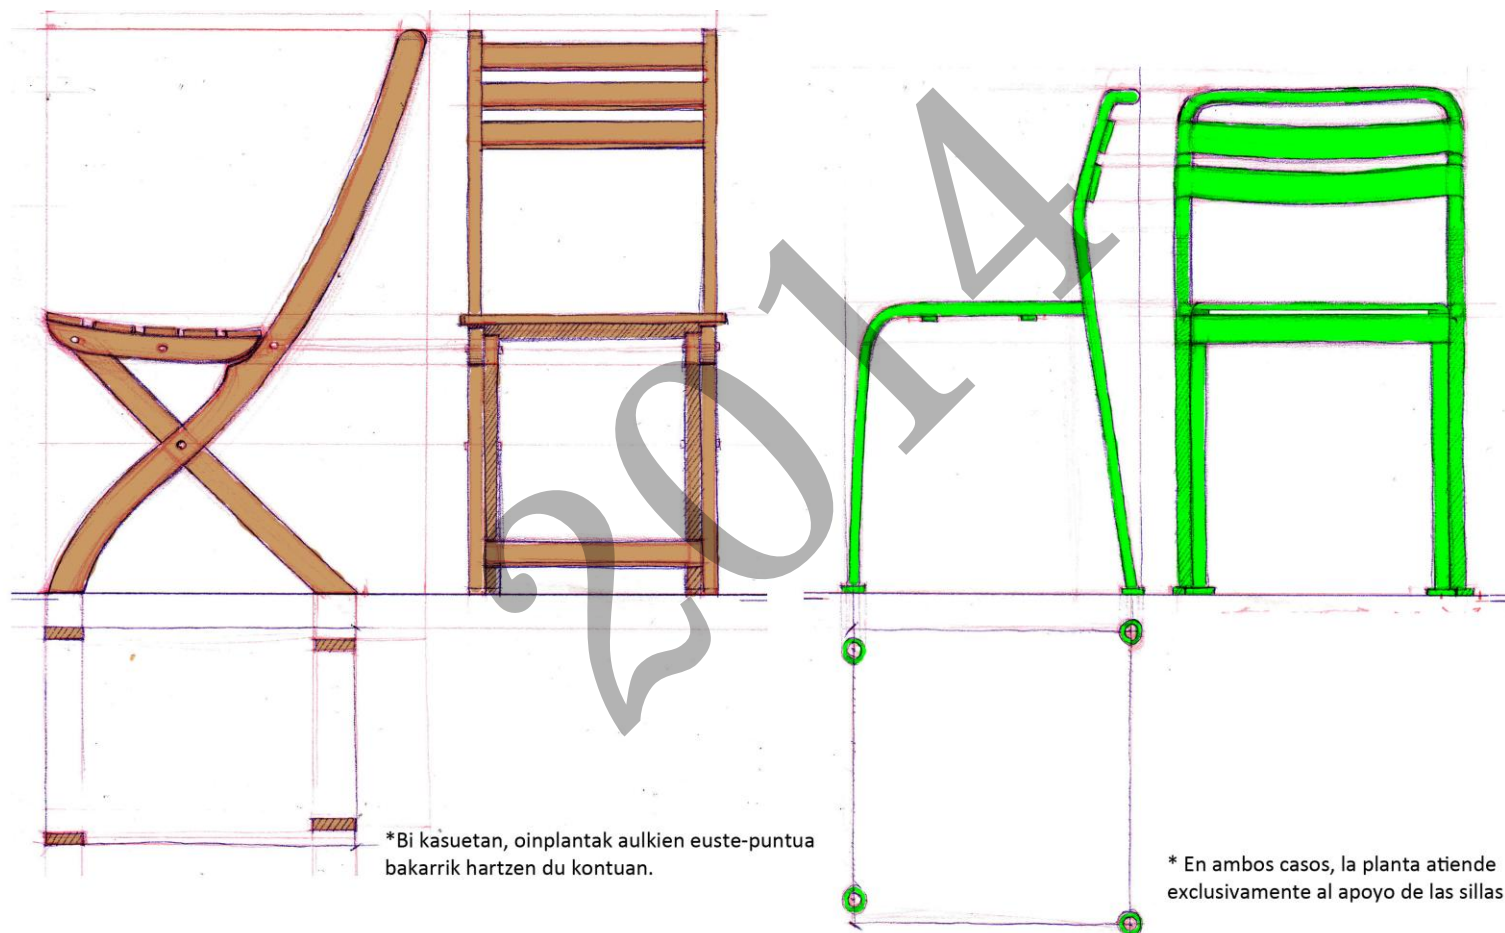 2014
*Bi kasuetan, oinplantak aulkien euste-puntua
bakarrik hartzen du kontuan.
* En ambos casos, la planta atiende
exclusivamente al apoyo de las sillas